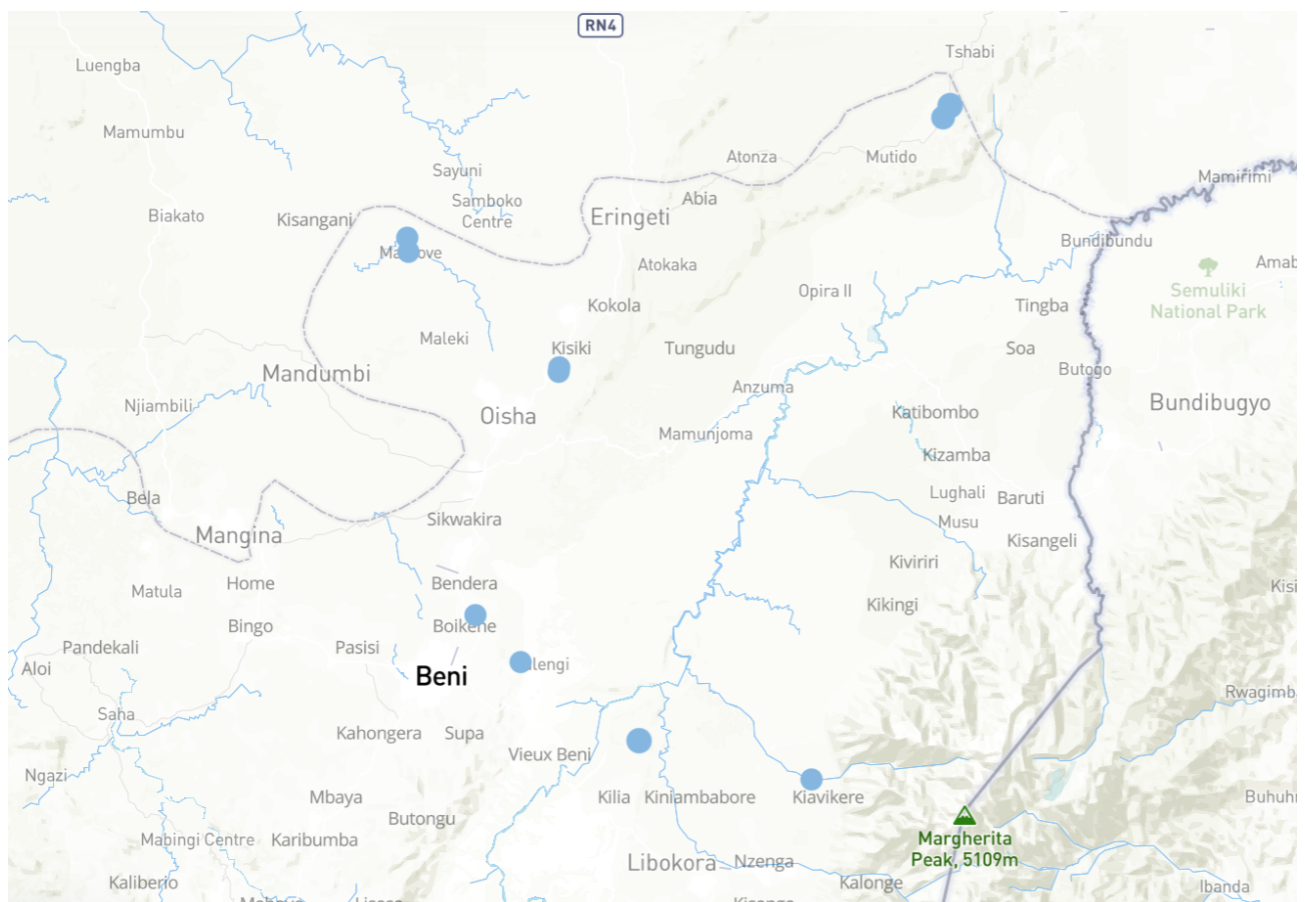 RN4
Tshabi
Luengba
Mamumbu
Atonza
Mutido
Sayuni
Mamirimi
Samboko
Centre
Abia
Biakato
Kisangani
Eringeti
Bundibundu
Atokaka
Semuliki
National Park
Opira II
Kokola
Tingba
Maleki
Kisiki
Tungudu
Soa
Butogo
Mandumbi
Anzuma
Njiambili
Oisha
Katibombo
Bundibugyo
Mamunjoma
Kizamba
Bela
Lughali
Baruti
Sikwakira
Musu
Mangina
Kisangeli
Kiviriri
Home
Bendera
Matula
Kikingi
Bingo
Boikene
Pandekali
Pasisi
Aloi
Beni
Saha
Kahongera
Supa
Vieux Beni
Ngazi
Mbaya
Kilia
Kiniambabore
Kiavikere
Butongu
Margherita
Peak, 5109m
Mabingi Centre
Karibumba
Libokora
Nzenga
Kaliberio
Kalonge
Ibanda